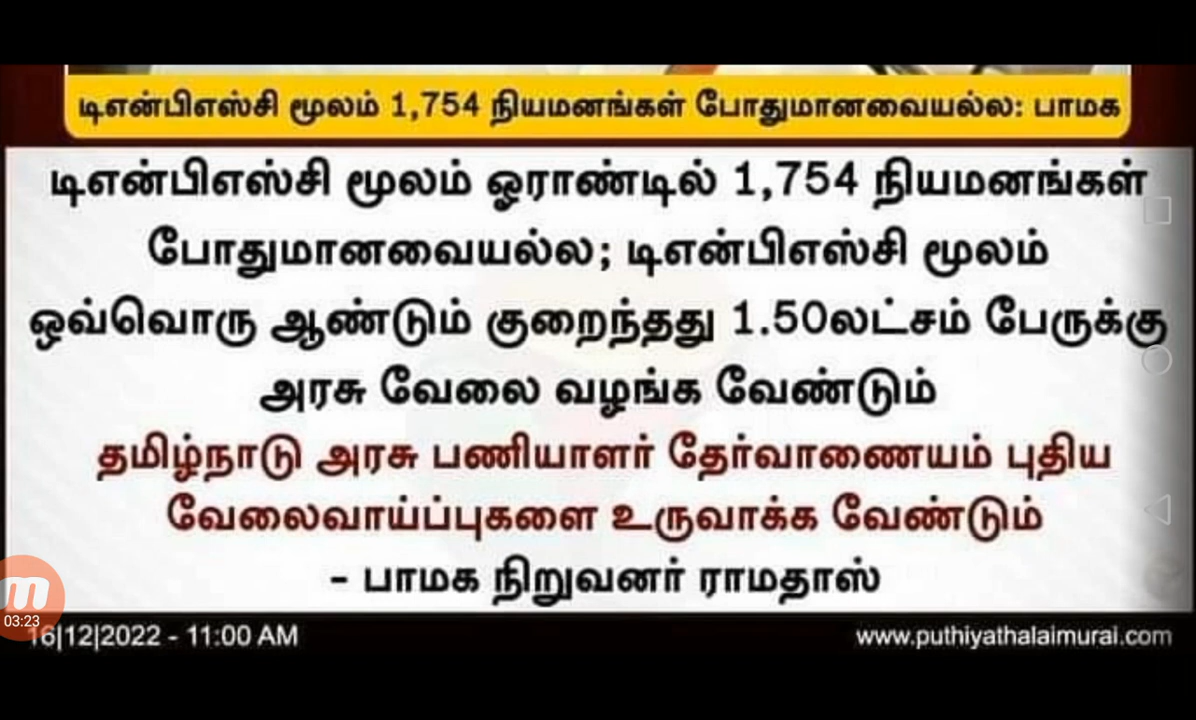 டிஎன்பிஎஸ்சி மூலம் 1,754 நியமனங்கள் போதுமானவையல்ல: பாமக
டிஎன்பிஎஸ்சி மூலம் ஓராண்டில் 1,754 நியமனங்கள்
போதுமானவையல்ல; டிஎன்பிஎஸ்சி மூலம்
ஒவ்வொரு ஆண்டும் குறைந்தது 1.50லட்சம் பேருக்கு
அரசு வேலை வழங்க வேண்டும்
தமிழ்நாடு அரசு பணியாளர் தேர்வாணையம் புதிய
வேலைவாய்ப்புகளை உருவாக்க வேண்டும்
- பாமக நிறுவனர் ராமதாஸ்
03:23
16|12|2022 - 11:00 AM
www.puthiyathalaimurai.com